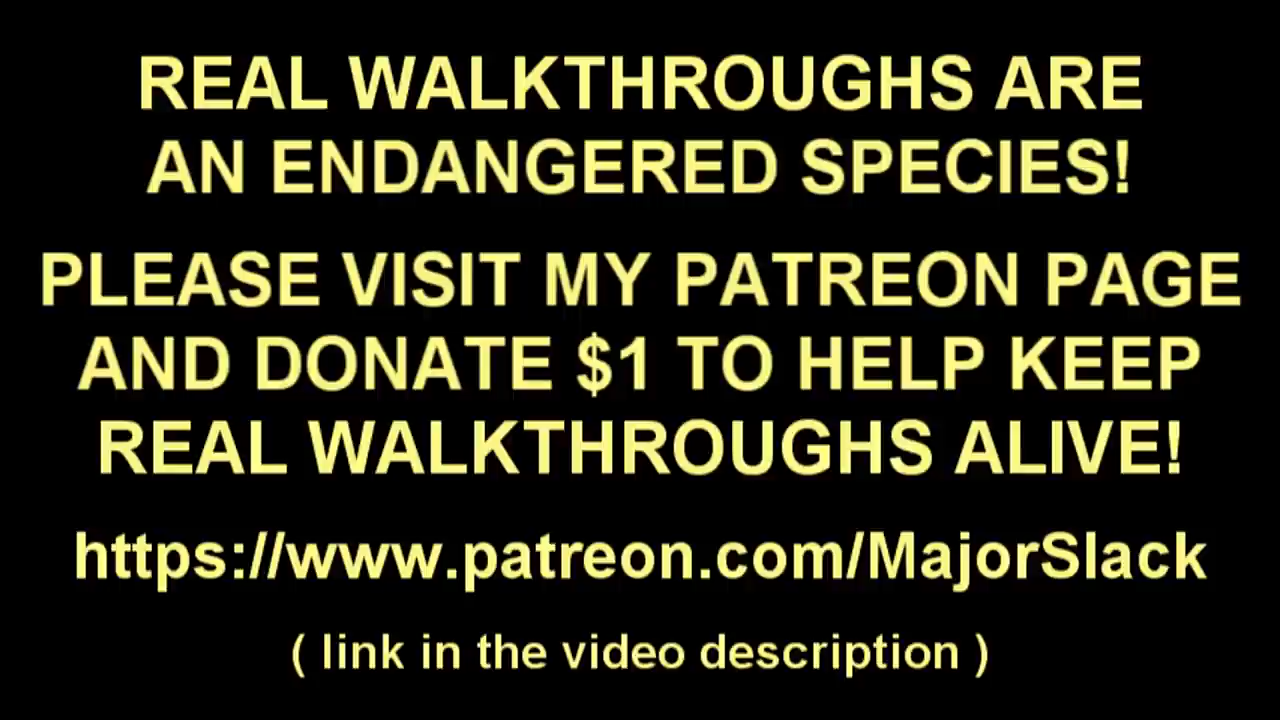 REAL WALKTHROUGHS ARE
AN ENDANGERED SPECIES!
PLEASE VISIT MY PATREON PAGE
AND DONATE $1 TO HELP KEEP
REAL WALKTHROUGHS ALIVE!
https://www.patreon.com/MajorSlack
( link in the video description )